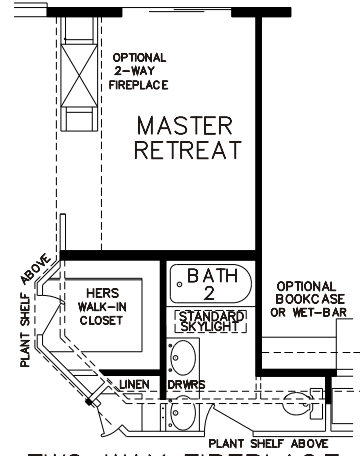 OPTIONAL
2-WAY
FIREPLACE
MASTER
RETREAT
PLANT SHELF ABOVE
HERS
WALK-IN
CLOSET
BATH
2
STANDARD
SKYLIGHT
OPTIONAL
BOOKCASE
OR WET-BAR
LINEN
DRWRS
PLANT SHELF ABOVE